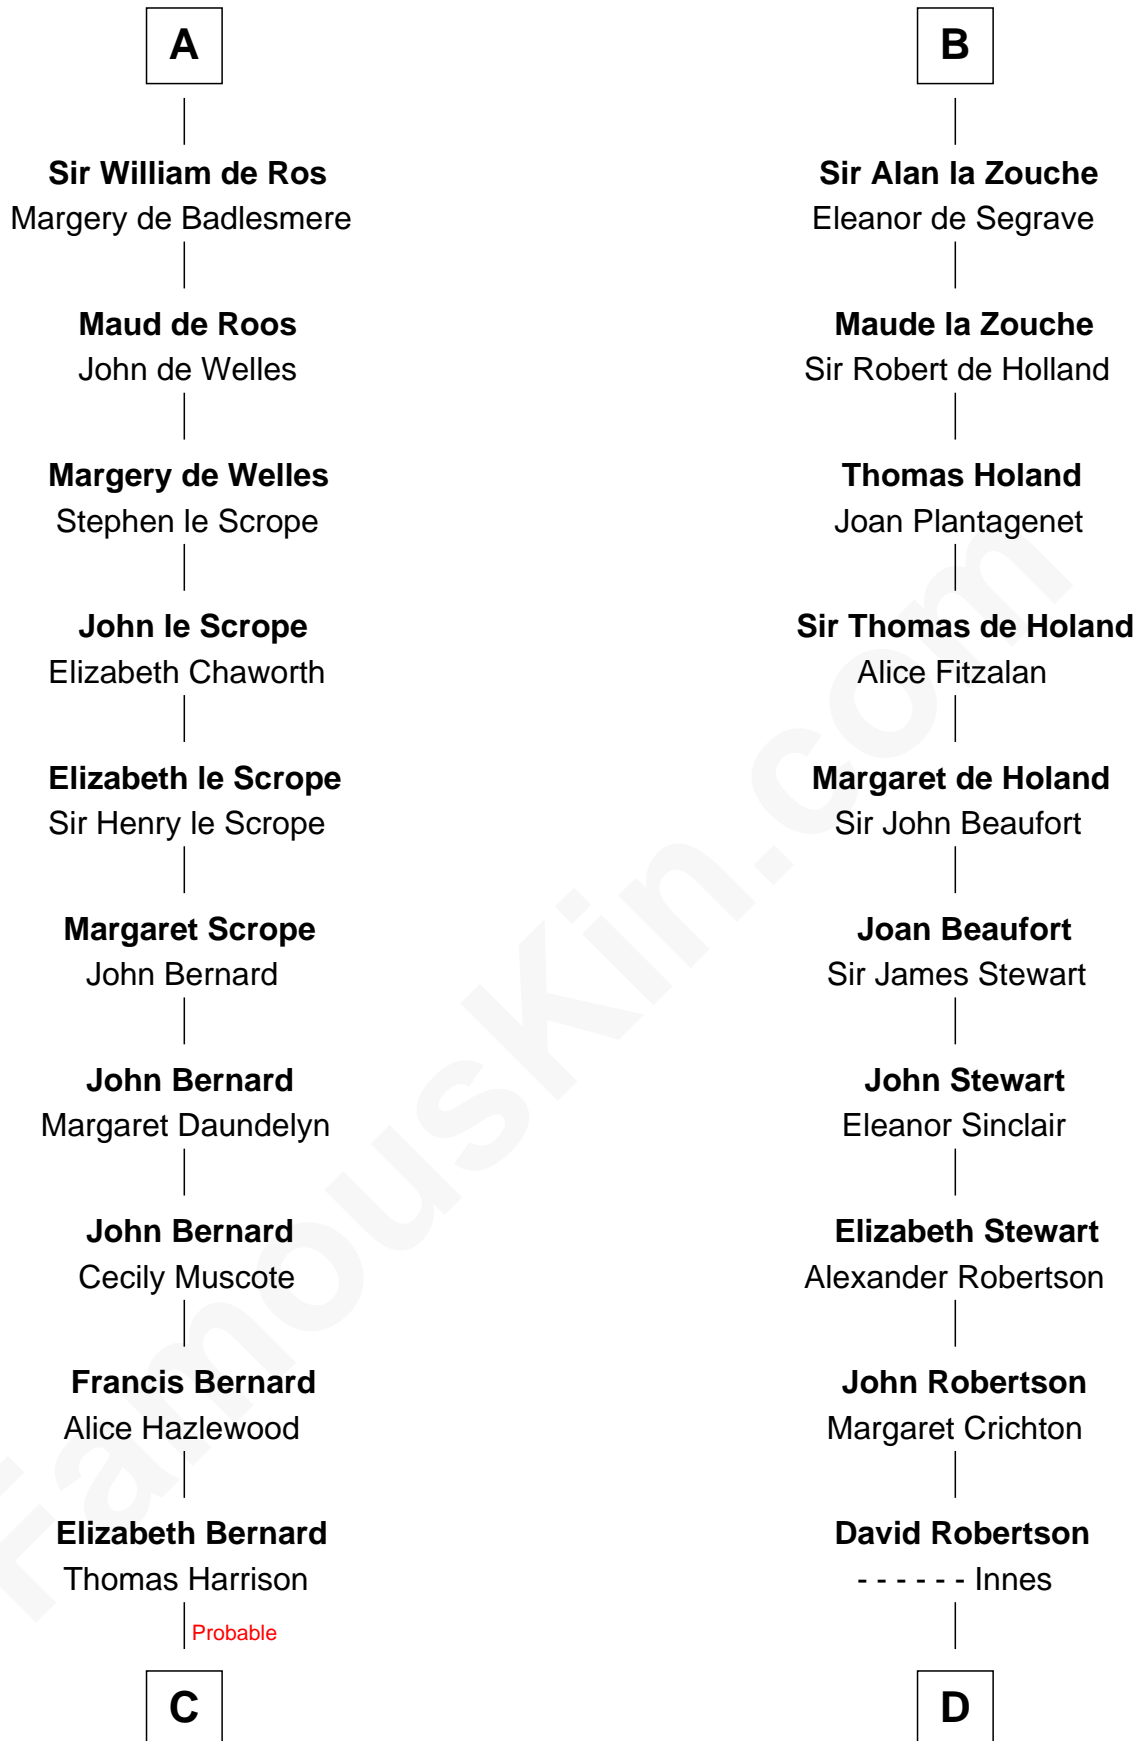 A
Sir William de Ros
Margery de Badlesmere
Maud de Roos
John de Welles
Margery de Welles
Stephen le Scrope
John le Scrope
Elizabeth Chaworth
Elizabeth le Scrope
Sir Henry le Scrope
Margaret Scrope
John Bernard
John Bernard
Margaret Daundelyn
John Bernard
Cecily Muscote
Francis Bernard
Alice Hazlewood
Elizabeth Bernard
Thomas Harrison
Probable
C
B
Sir Alan la Zouche
Eleanor de Segrave
Maude la Zouche
Sir Robert de Holland
Thomas Holand
Joan Plantagenet
Sir Thomas de Holand
Alice Fitzalan
Margaret de Holand
Sir John Beaufort
Joan Beaufort
Sir James Stewart
John Stewart
Eleanor Sinclair
Elizabeth Stewart
Alexander Robertson
John Robertson
Margaret Crichton
David Robertson
- - - - - - Innes
D
FamousKin.com